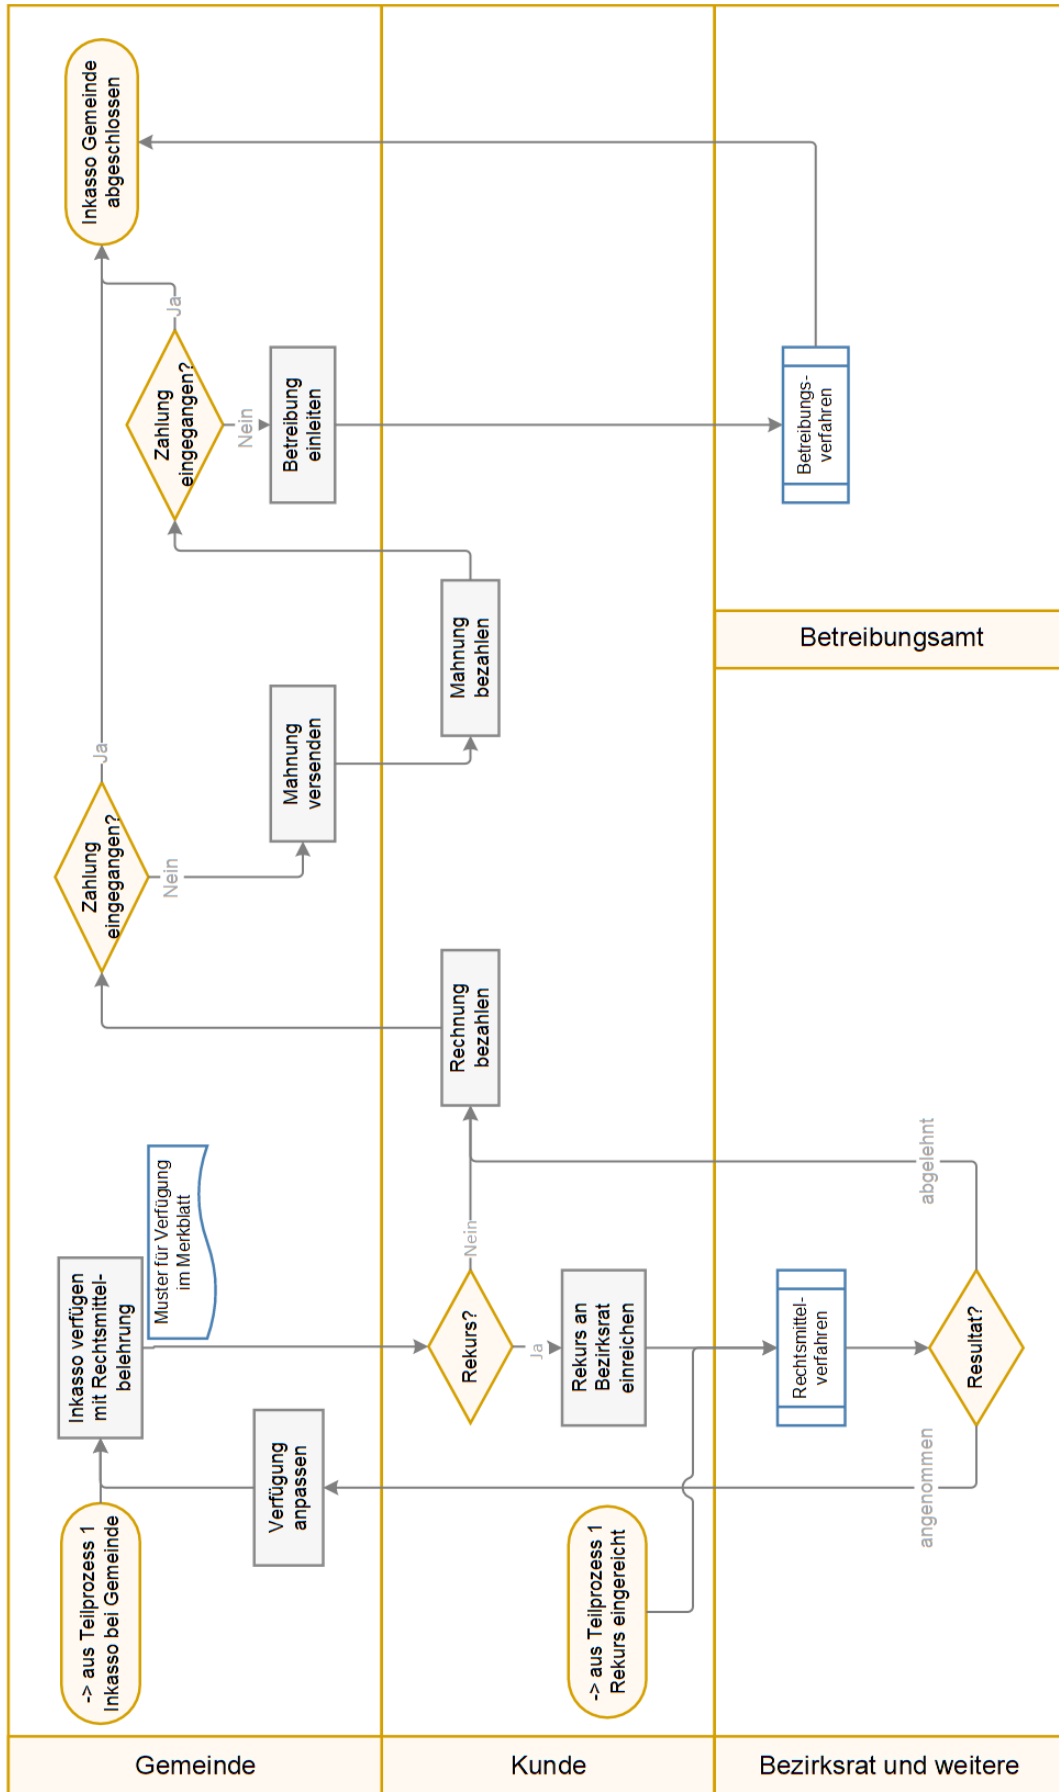 Gemeinde
Kunde
Bezirksrat und weitere
Betreibungsamt
-> aus Teilprozess 1
Inkasso bei Gemeinde
Inkasso verfügen
mit Rechtsmittel-
belehrung
Muster für Verfügung
im Merkblatt
Verfügung
anpassen
Zahlung
eingegangen?
Ja
Nein
Mahnung
versenden
Zahlung
eingegangen?
Ja
Nein
Betreibung
einleiten
Inkasso Gemeinde
abgeschlossen
-> aus Teilprozess 1
Rekurs eingereicht
Rekurs?
Nein
Ja
Rekurs an
Bezirksrat
einreichen
Rechnung
bezahlen
Mahnung
bezahlen
Rechtsmittel-
verfahren
Resultat?
angenommen
abgelehnt
Betreibungs-
verfahren